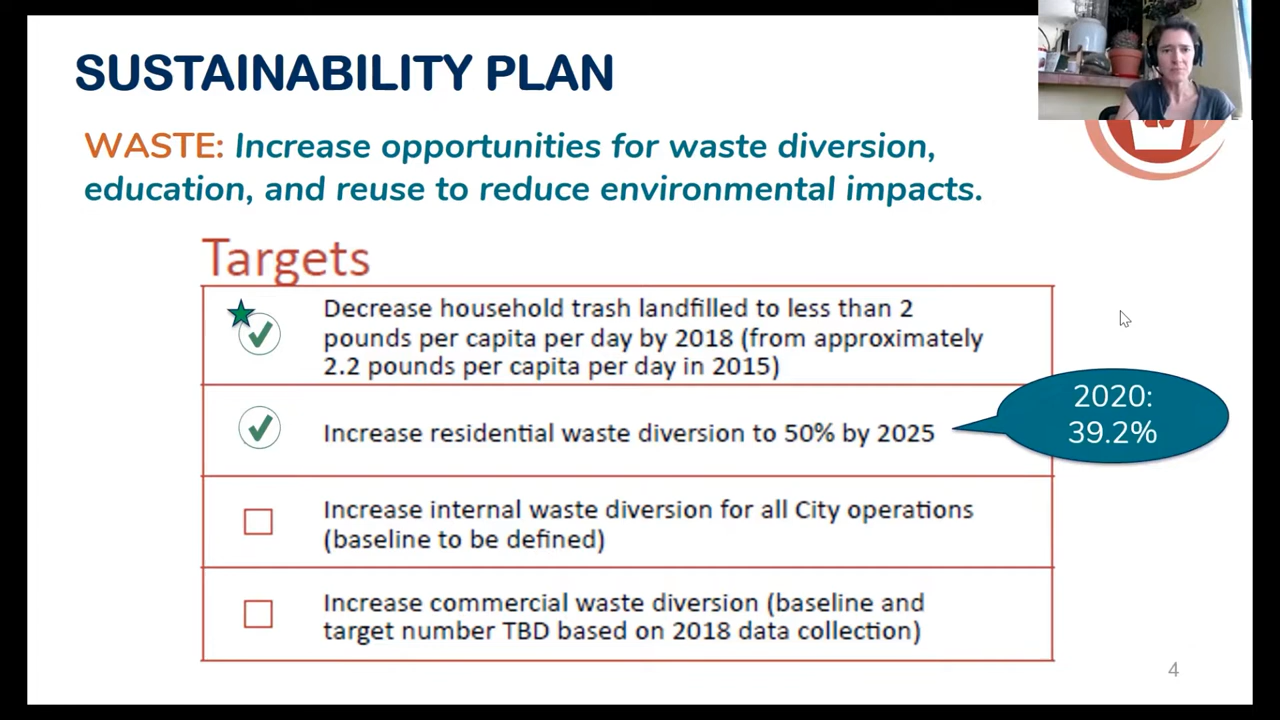 SUSTAINABILITY PLAN
WASTE: Increase opportunities for waste diversion,
education, and reuse to reduce environmental impacts.
Targets
Decrease household trash landfilled to less than 2
pounds per capita per day by 2018 (from approximately
2.2 pounds per capita per day in 2015)
Increase residential waste diversion to 50% by 2025
2020:
39.2%
Increase internal waste diversion for all City operations
(baseline to be defined)
Increase commercial waste diversion (baseline and
target number TBD based on 2018 data collection)
4